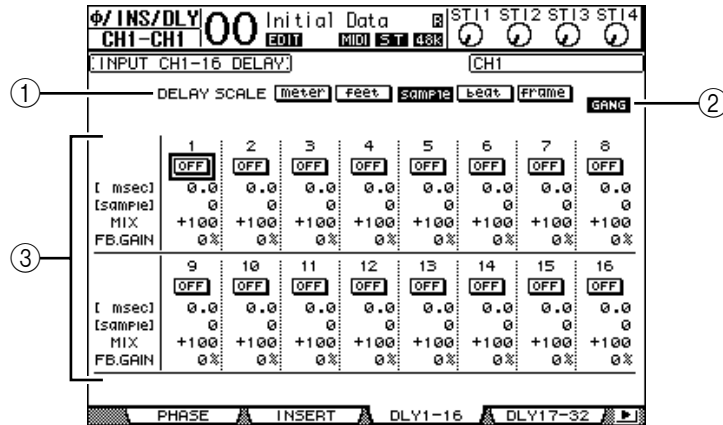 Φ/INS/DLY 00 Initial Data R ST11 ST12 ST13 ST14
CH1-CH1 EDIT MIDI ST 48k
INPUT CH1-16 DELAY CH1
① DELAY SCALE meter feet sample beat frame GANG ②
1 2 3 4 5 6 7 8
OFF OFF OFF OFF OFF OFF OFF OFF
[ msec] 0.0 0.0 0.0 0.0 0.0 0.0 0.0 0.0
[sample] 0 0 0 0 0 0 0 0
MIX +100 +100 +100 +100 +100 +100 +100 +100
FB.GAIN 0% 0% 0% 0% 0% 0% 0% 0%
③
9 10 11 12 13 14 15 16
OFF OFF OFF OFF OFF OFF OFF OFF
[ msec] 0.0 0.0 0.0 0.0 0.0 0.0 0.0 0.0
[sample] 0 0 0 0 0 0 0 0
MIX +100 +100 +100 +100 +100 +100 +100 +100
FB.GAIN 0% 0% 0% 0% 0% 0% 0% 0%
PHASE INSERT DLY1-16 DLY17-32